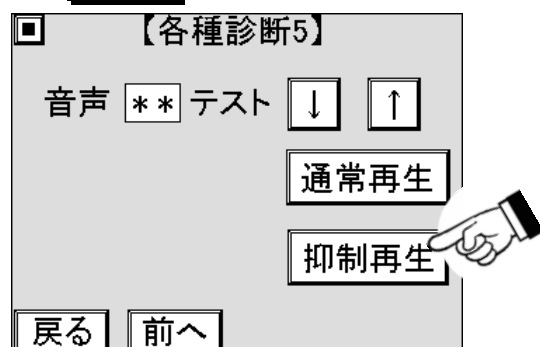 【各種診断5】
音声 ** テスト ↓ ↑
通常再生
抑制再生
戻る 前へ